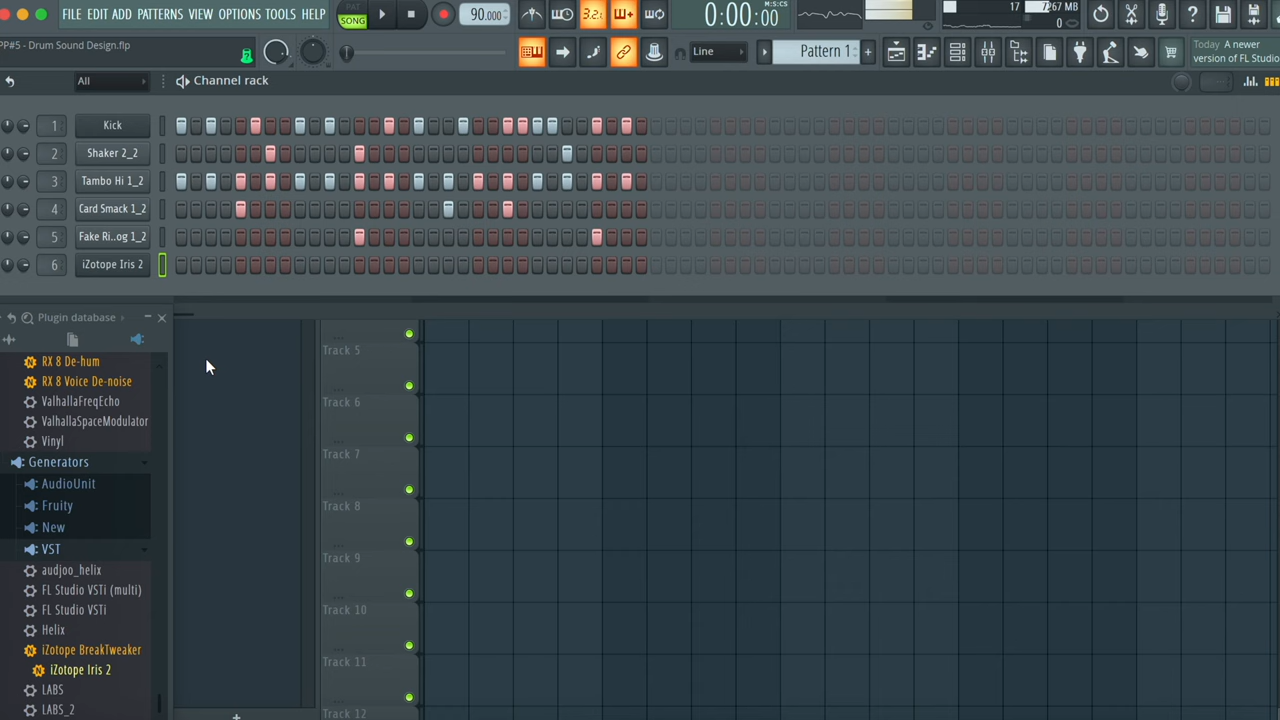 FILE EDIT ADD PATTERNS VIEW OPTIONS TOOLS HELP
PAT
SONG
90.000
3.2.
0:00:00
M:S:CS
17
7267 MB
0
PP#5 - Drum Sound Design.flp
Line
Pattern 1
Today A newer
version of FL Studio
All
Channel rack
1 Kick
2 Shaker 2_2
3 Tambo Hi 1_2
4 Card Smack 1_2
5 Fake Ri..og 1_2
6 iZotope Iris 2
Plugin database
RX 8 De-hum
RX 8 Voice De-noise
ValhallaFreqEcho
ValhallaSpaceModulator
Vinyl
Generators
AudioUnit
Fruity
New
VST
audjoo_helix
FL Studio VSTi (multi)
FL Studio VSTi
Helix
iZotope BreakTweaker
iZotope Iris 2
LABS
LABS_2
Track 5
Track 6
Track 7
Track 8
Track 9
Track 10
Track 11
Track 12